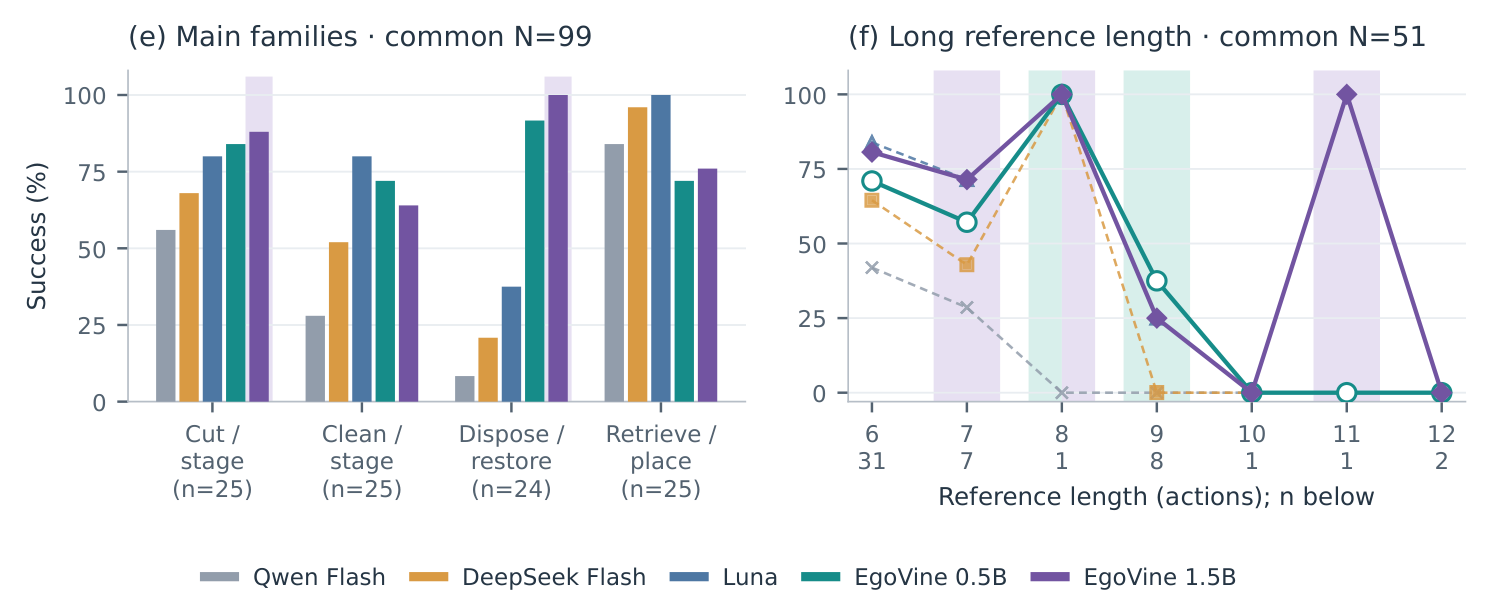 (e) Main families · common N=99
Success (%)
100
75
50
25
0
Cut /
stage
(n=25)
Clean /
stage
(n=25)
Dispose /
restore
(n=24)
Retrieve /
place
(n=25)
(f) Long reference length · common N=51
100
75
50
25
0
6 7 8 9 10 11 12
31 7 1 8 1 1 2
Reference length (actions); n below
Qwen Flash DeepSeek Flash Luna EgoVine 0.5B EgoVine 1.5B